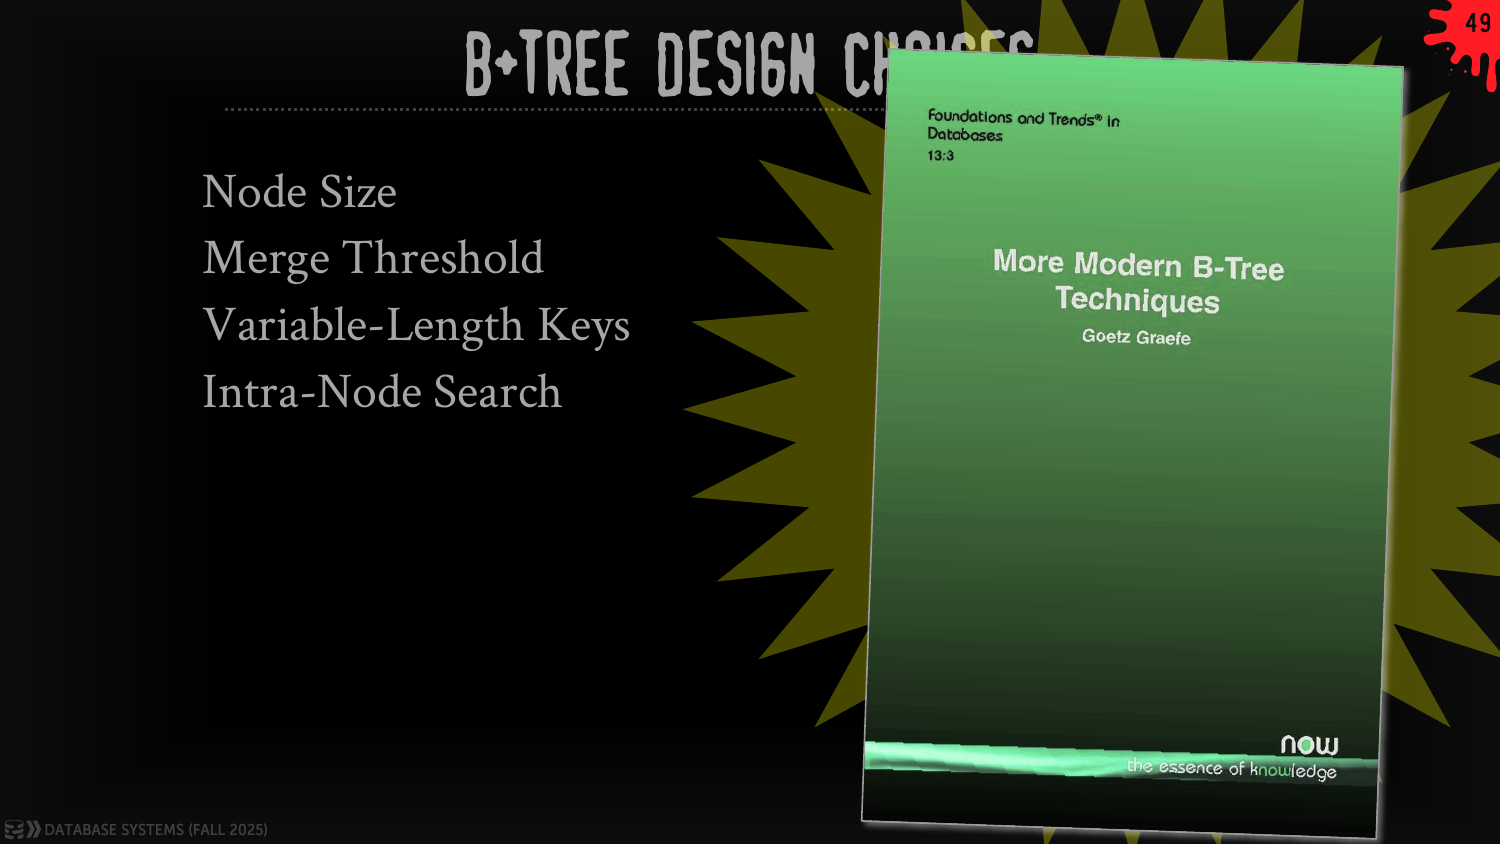 49
B+TREE DESIGN CHOICES
Node Size
Merge Threshold
Variable-Length Keys
Intra-Node Search
Foundations and Trends® in
Databases
13:3
More Modern B-Tree
Techniques
Goetz Graefe
now
the essence of knowledge
DATABASE SYSTEMS (FALL 2025)